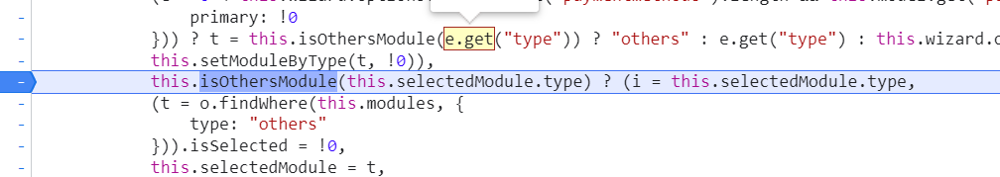 primary: !0
})) ? t = this.isOthersModule(e.get("type")) ? "others" : e.get("type") : this.wizard.
this.setModuleByType(t, !0)),
this.isOthersModule(this.selectedModule.type) ? (i = this.selectedModule.type,
(t = o.findWhere(this.modules, {
type: "others"
})).isSelected = !0,
this.selectedModule = t,